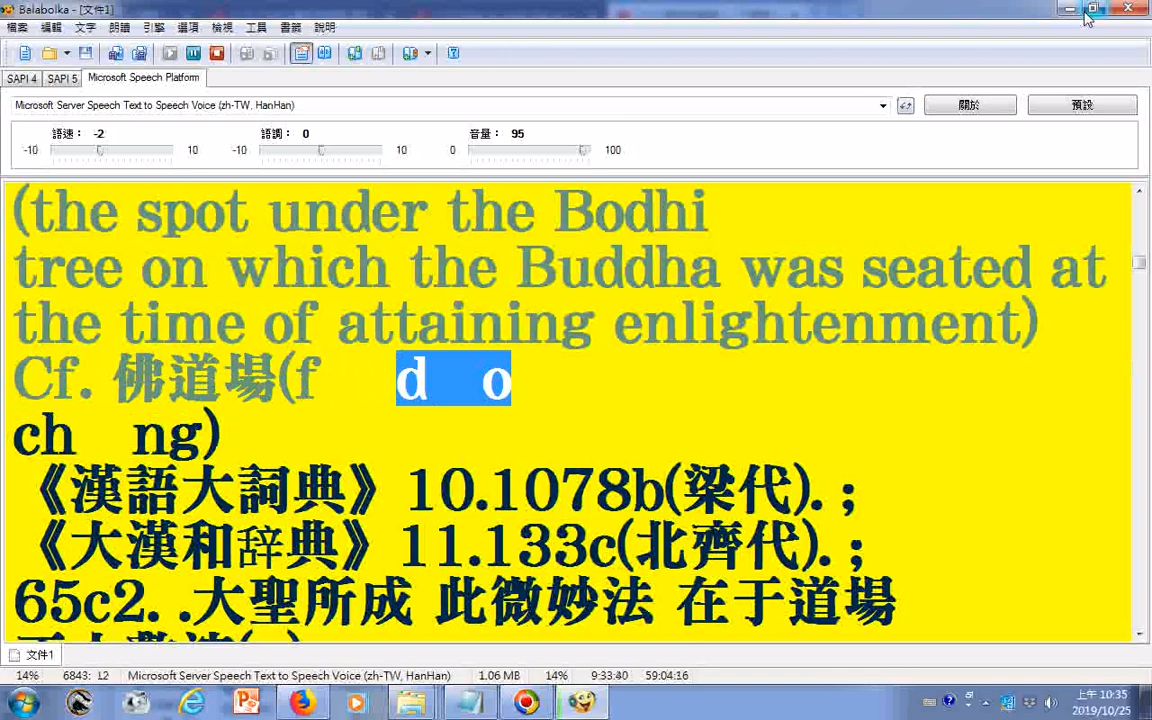 Balabolka - [文件1]
檔案 編輯 文字 朗讀 引擎 選項 檢視 工具 書籤 說明
SAPI 4 SAPI 5 Microsoft Speech Platform
Microsoft Server Speech Text to Speech Voice (zh-TW, HanHan) 關於 預設
語速: -2 語調: 0 音量: 95
-10 10 -10 10 0 100
(the spot under the Bodhi
tree on which the Buddha was seated at
the time of attaining enlightenment)
Cf. 佛道場(f d o
ch ng)
《漢語大詞典》10.1078b(梁代). ;
《大漢和辞典》11.133c(北齊代). ;
65c2. .大聖所成 此微妙法 在于道場
文件1
14% 6843: 12 Microsoft Server Speech Text to Speech Voice (zh-TW, HanHan) 1.06 MB 14% 9:33:40 59:04:16
上午 10:35
2019/10/25